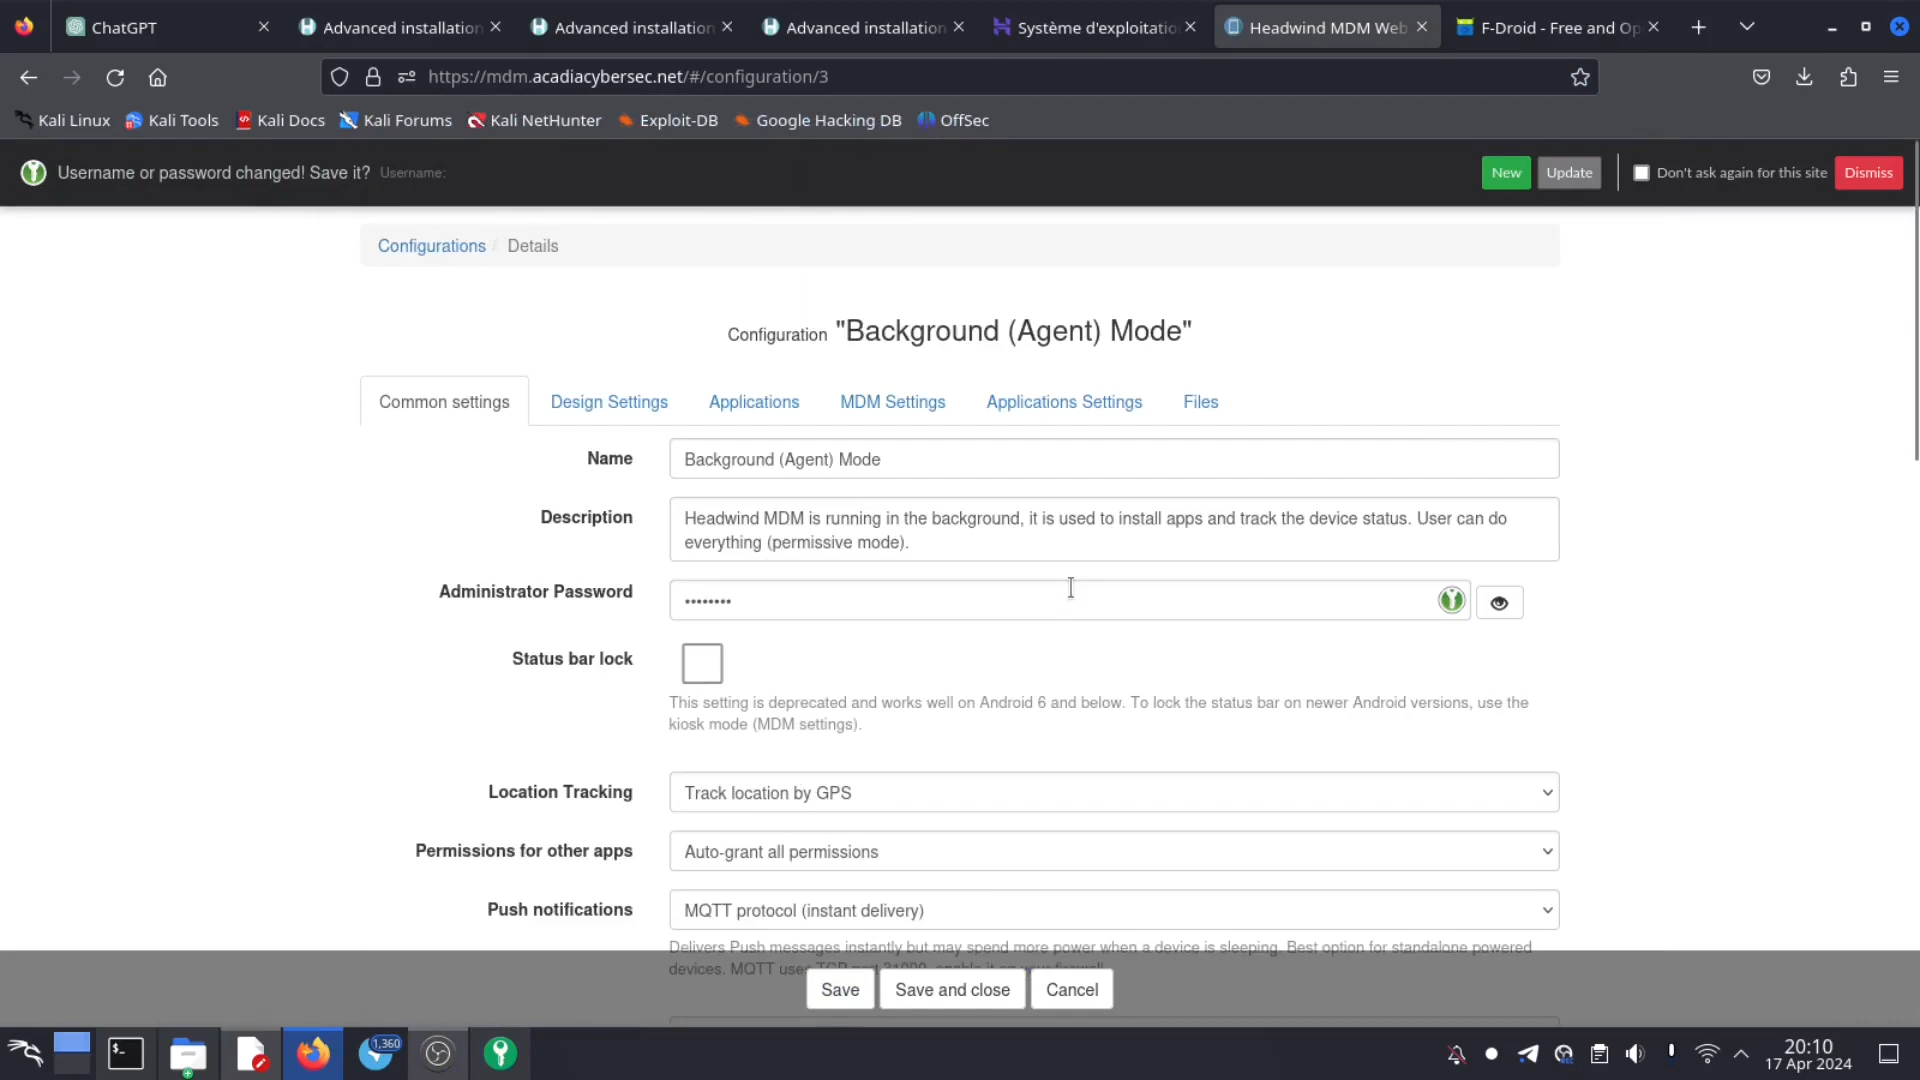 ChatGPT
Advanced installation
Advanced installation
Advanced installation
Système d'exploitatio
Headwind MDM Web
F-Droid - Free and Op
https://mdm.acadiacybersec.net/#/configuration/3
Kali Linux
Kali Tools
Kali Docs
Kali Forums
Kali NetHunter
Exploit-DB
Google Hacking DB
OffSec
Username or password changed! Save it? Username:
New
Update
Don't ask again for this site
Dismiss
Configurations / Details
Configuration "Background (Agent) Mode"
Common settings
Design Settings
Applications
MDM Settings
Applications Settings
Files
Name
Background (Agent) Mode
Description
Headwind MDM is running in the background, it is used to install apps and track the device status. User can do
everything (permissive mode).
Administrator Password
••••••••
Status bar lock
This setting is deprecated and works well on Android 6 and below. To lock the status bar on newer Android versions, use the
kiosk mode (MDM settings).
Location Tracking
Track location by GPS
Permissions for other apps
Auto-grant all permissions
Push notifications
MQTT protocol (instant delivery)
Delivers Push messages instantly but may spend more power when a device is sleeping. Best option for standalone powered
devices. MQTT uses TCP port 31000, enable it on your firewall.
Save
Save and close
Cancel
1,360
20:10
17 Apr 2024